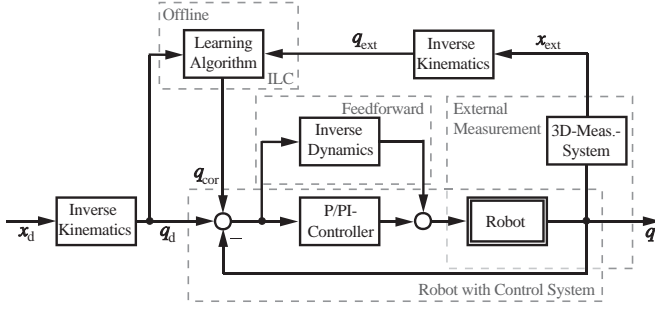 Offline
Learning
Algorithm
ILC
q_ext
Inverse
Kinematics
x_ext
Feedforward
External
Measurement
Inverse
Dynamics
3D-Meas.-
System
q_cor
Inverse
Kinematics
x_d
q_d
−
P/PI-
Controller
Robot
q
Robot with Control System